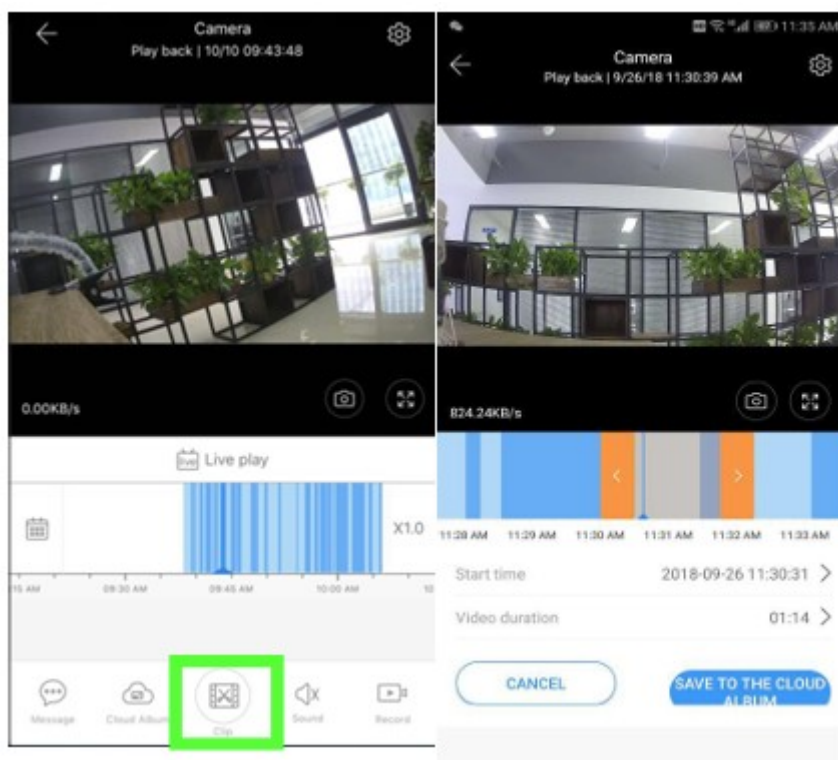 Camera
Play back | 10/10 09:43:48
0.00KB/s
Live play
X1.0
15 AM 09:30 AM 09:45 AM 10:00 AM 10
Message
Cloud Album
Clip
Sound
Record
11:35 AM
Camera
Play back | 9/26/18 11:30:39 AM
824.24KB/s
11:28 AM 11:29 AM 11:30 AM 11:31 AM 11:32 AM 11:33 AM
Start time 2018-09-26 11:30:31
Video duration 01:14
CANCEL
SAVE TO THE CLOUD
ALBUM